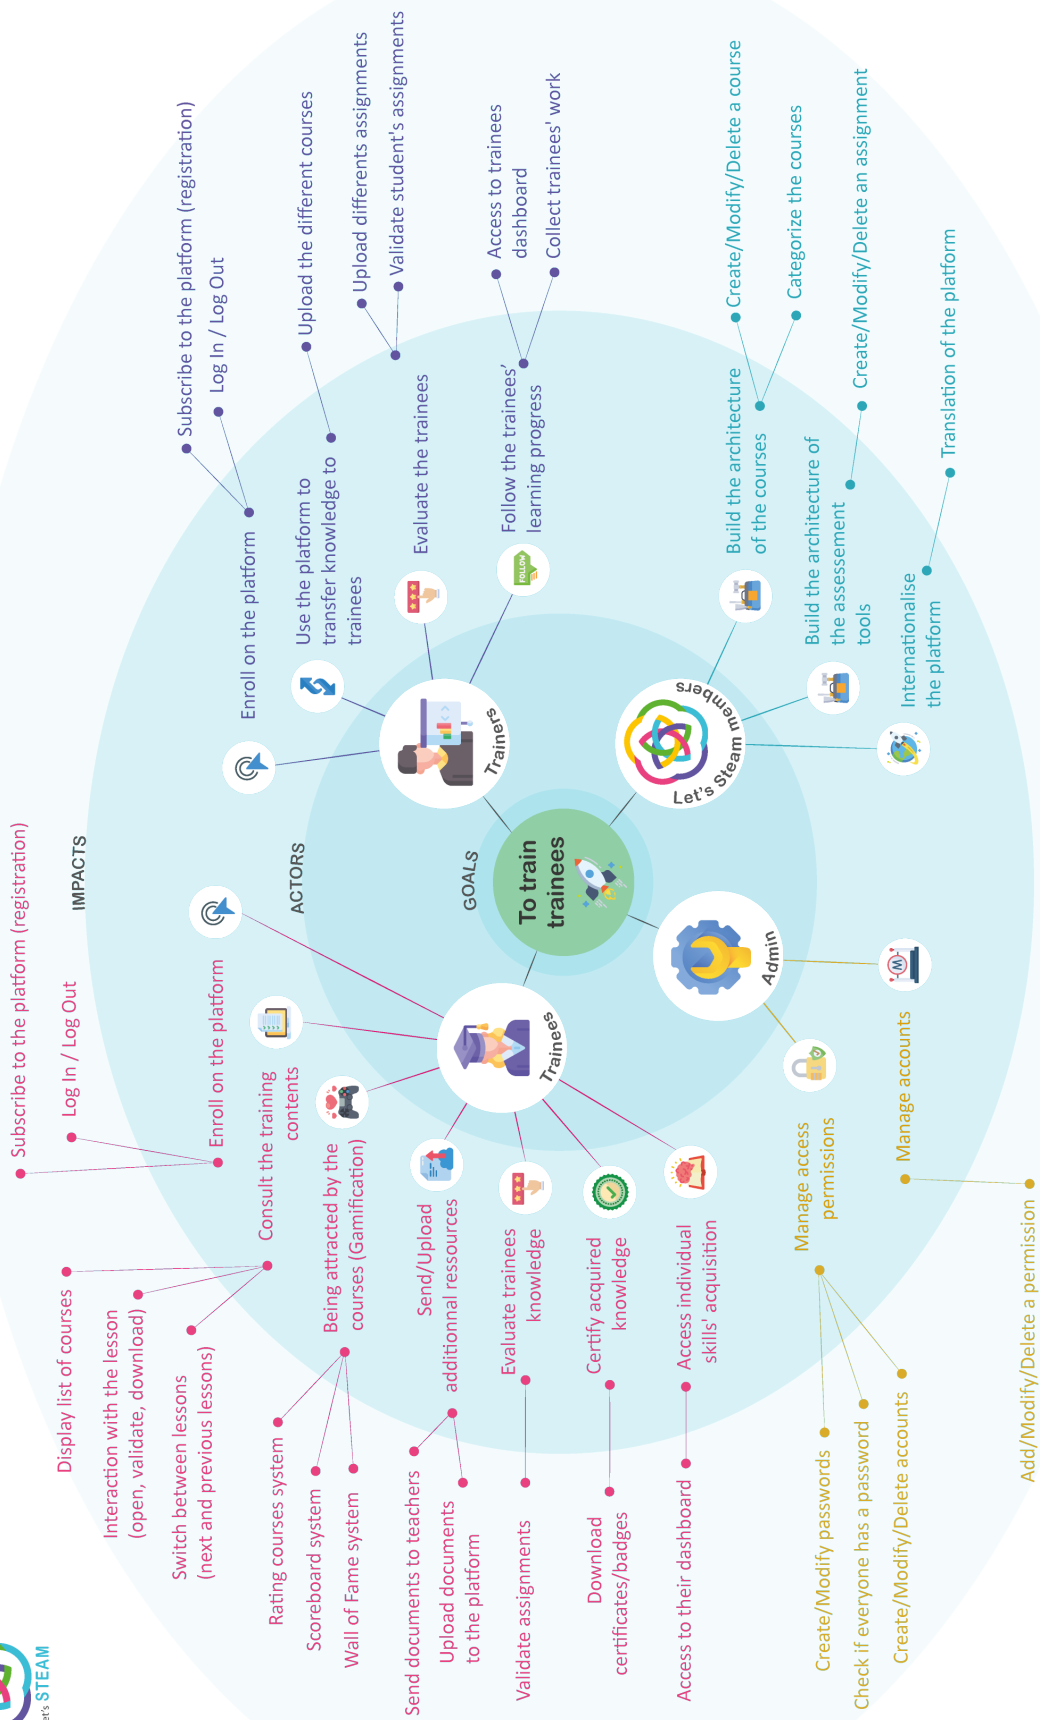 IMPACTS
ACTORS
GOALS
To train
trainees
Trainees
Enroll on the platform
Subscribe to the platform (registration)
Log In / Log Out
Consult the training
contents
Display list of courses
Interaction with the lesson
(open, validate, download)
Switch between lessons
(next and previous lessons)
Being attracted by the
courses (Gamification)
Rating courses system
Scoreboard system
Wall of Fame system
Send/Upload
additionnal ressources
Send documents to teachers
Upload documents
to the platform
Evaluate trainees
knowledge
Validate assignments
Certify acquired
knowledge
Download
certificates/badges
Access individual
skills' acquisition
Access to their dashboard
Trainers
Enroll on the platform
Subscribe to the platform (registration)
Log In / Log Out
Use the platform to
transfer knowledge to
trainees
Upload the different courses
Evaluate the trainees
Upload differents assignments
Validate student's assignments
FOLLOW
Follow the trainees’
learning progress
Access to trainees
dashboard
Collect trainees' work
Let's Steam members
Build the architecture
of the courses
Create/Modify/Delete a course
Categorize the courses
Build the architecture of
the assessement
tools
Create/Modify/Delete an assignment
Internationalise
the platform
Translation of the platform
Admin
Manage access
permissions
Create/Modify passwords
Check if everyone has a password
Create/Modify/Delete accounts
W
Manage accounts
Add/Modify/Delete a permission
STEAM